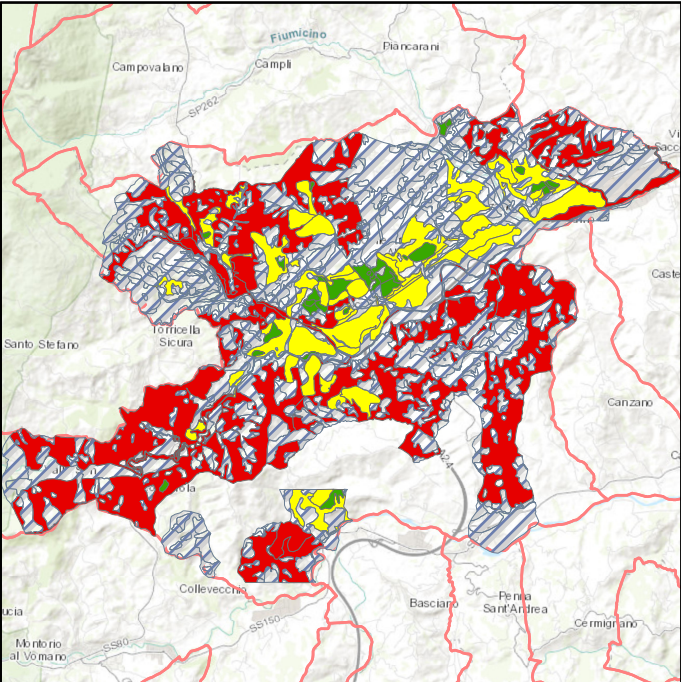 Fiumicino
Piancarani
Campovalano
Campli
SP262
Torricella
Sicura
Santo Stefano
Canzano
A24
Collevecchio
Basciano
Penna
Sant'Andrea
Cermignano
SS150
SS80
Montorio
al Vomano